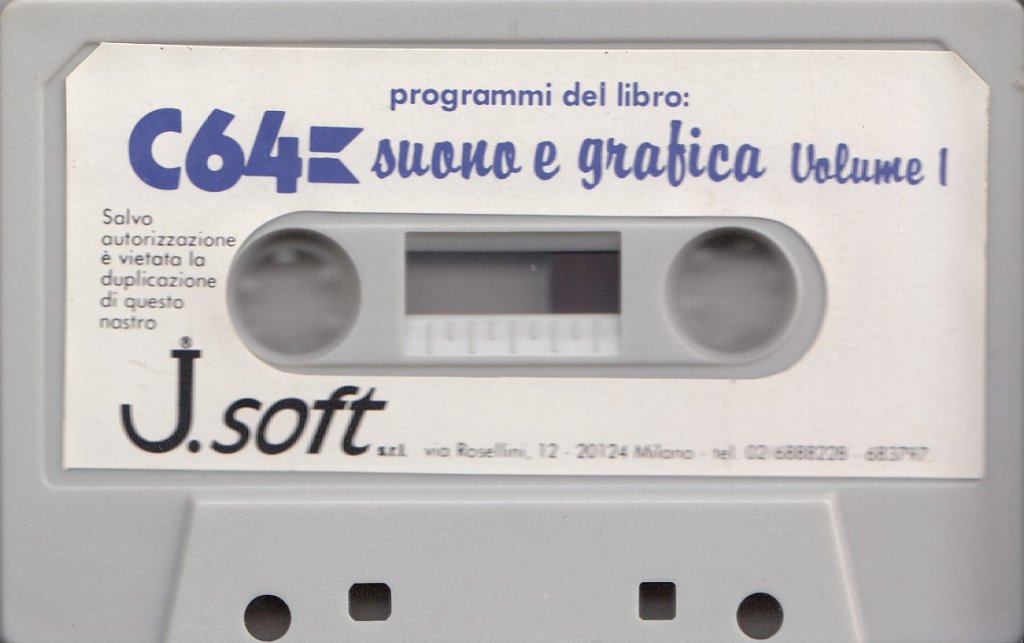 programmi del libro:
C64 suono e grafica Volume 1
Salvo
autorizzazione
è vietata la
duplicazione
di questo
nastro
J.soft® s.r.l. via Rosellini, 12 - 20124 Milano - tel. 02-6888228 - 683797